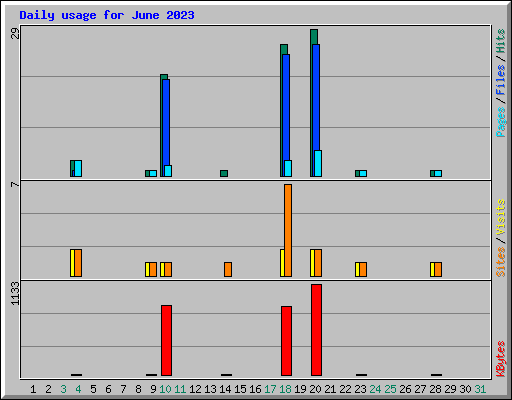 Daily usage for June 2023
29
7
1133
Pages / Files / Hits
Sites / Visits
KBytes
1 2 3 4 5 6 7 8 9 10 11 12 13 14 15 16 17 18 19 20 21 22 23 24 25 26 27 28 29 30 31